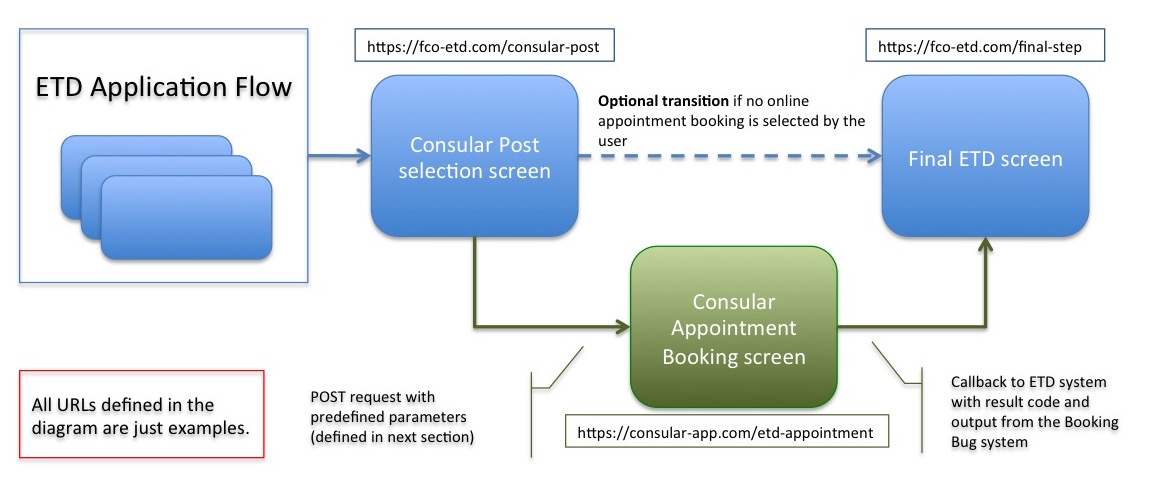 ETD Application Flow
https://fco-etd.com/consular-post
Consular Post
selection screen
Optional transition if no online
appointment booking is selected by the
user
https://fco-etd.com/final-step
Final ETD screen
Consular
Appointment
Booking screen
https://consular-app.com/etd-appointment
All URLs defined in the
diagram are just examples.
POST request with
predefined parameters
(defined in next section)
Callback to ETD system
with result code and
output from the Booking
Bug system